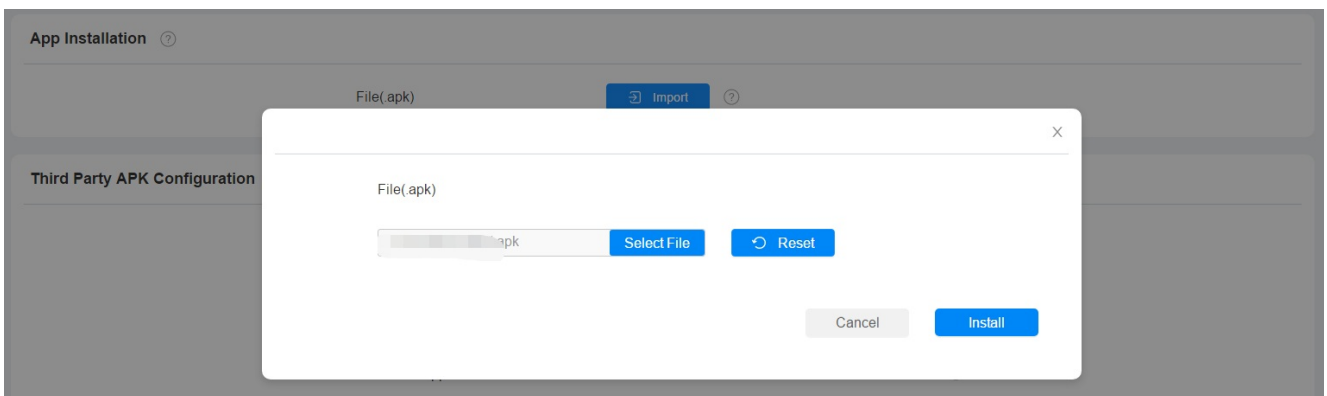 App Installation ?
File(.apk)
Import ?
X
Third Party APK Configuration
File(.apk)
apk
Select File
Reset
Cancel
Install